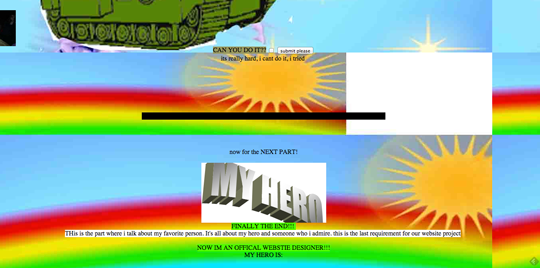 CAN YOU DO IT?? submit please
its really hard, i cant do it, i tried
now for the NEXT PART!
MY HERO
FINALLY THE END!!!
THis is the part where i talk about my favorite person. It's all about my hero and someone who i admire. this is the last requirement for our website project
NOW IM AN OFFICAL WEBSTIE DESIGNER!!!
MY HERO IS: